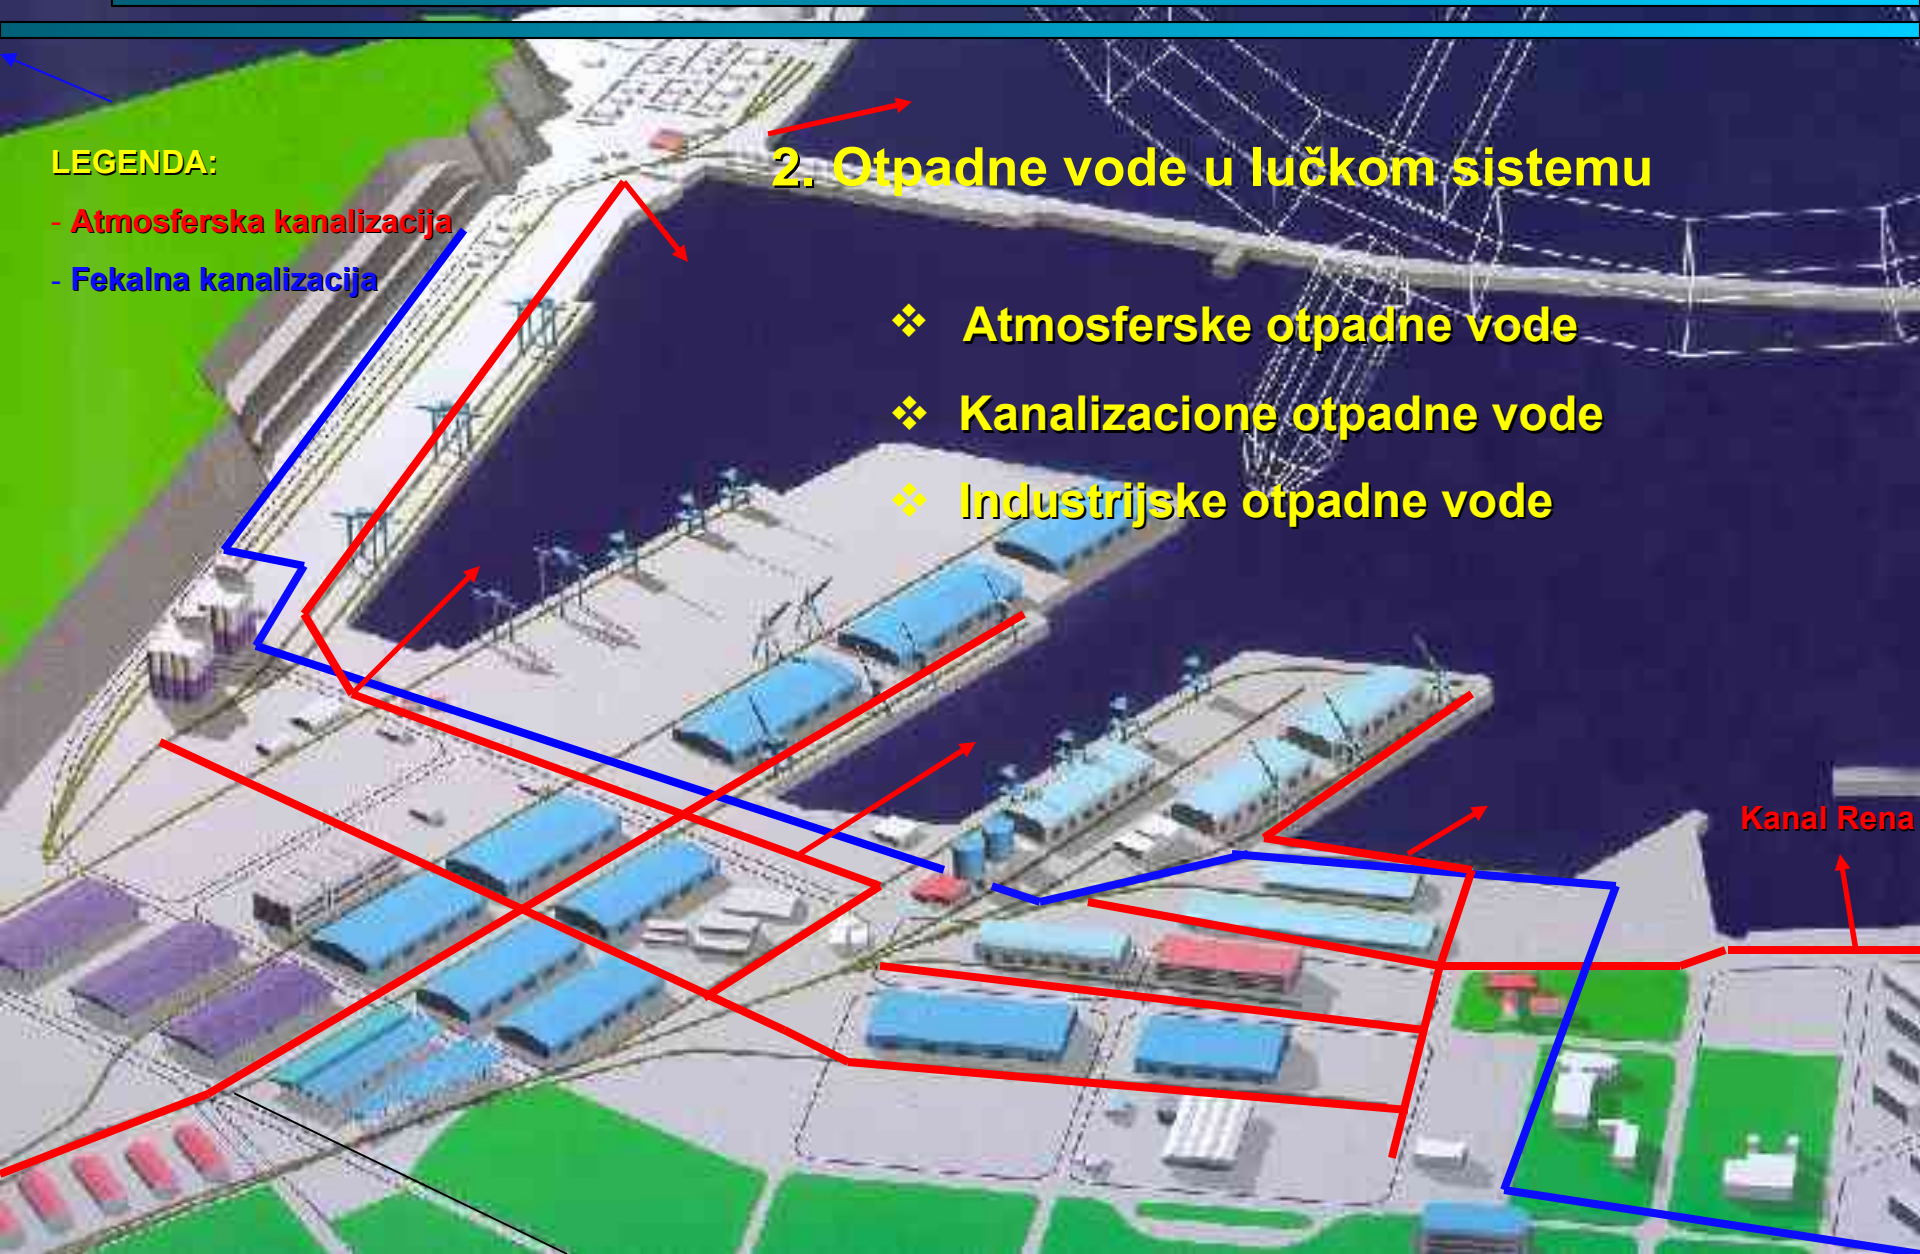 2. Otpadne vode u lučkom sistemu
LEGENDA:
- Atmosferska kanalizacija
- Fekalna kanalizacija
❖ Atmosferske otpadne vode
❖ Kanalizacione otpadne vode
❖ Industrijske otpadne vode
Kanal Rena